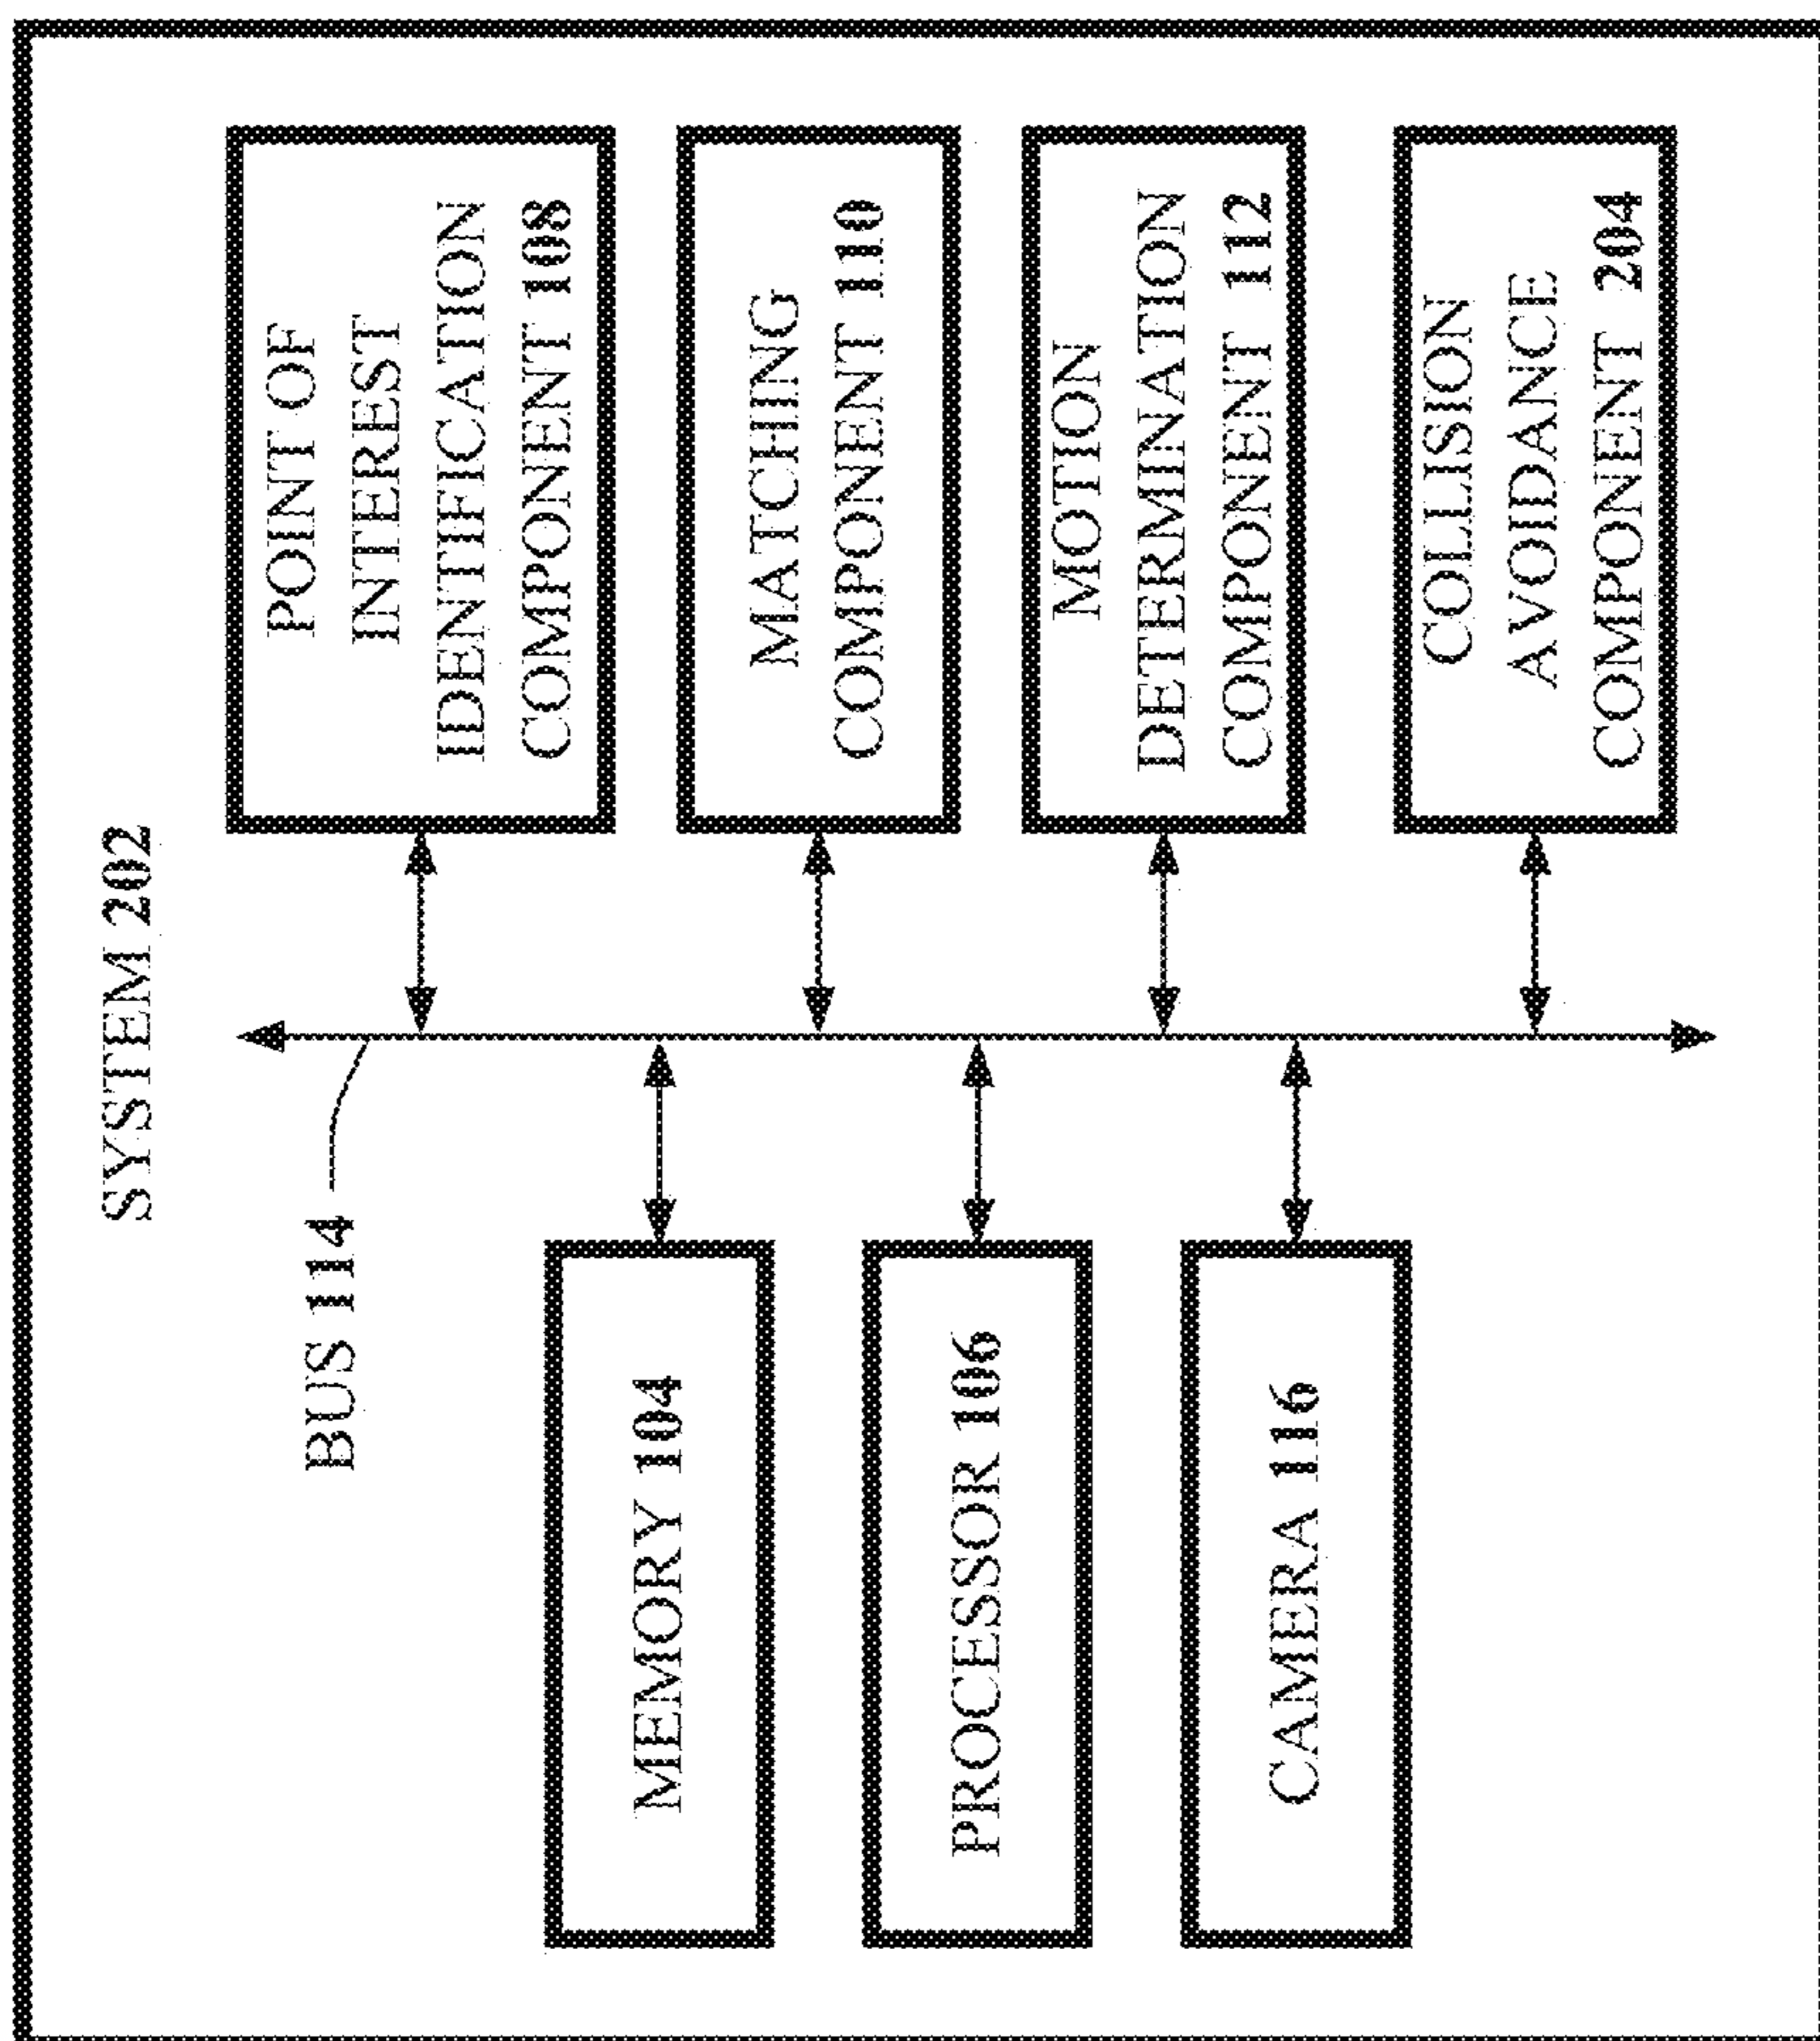 SYSTEM 202
BUS 114
MEMORY 104
PROCESSOR 106
CAMERA 116
POINT OF
INTEREST
IDENTIFICATION
COMPONENT 108
MATCHING
COMPONENT 110
MOTION
DETERMINATION
COMPONENT 112
COLLISION
AVOIDANCE
COMPONENT 204